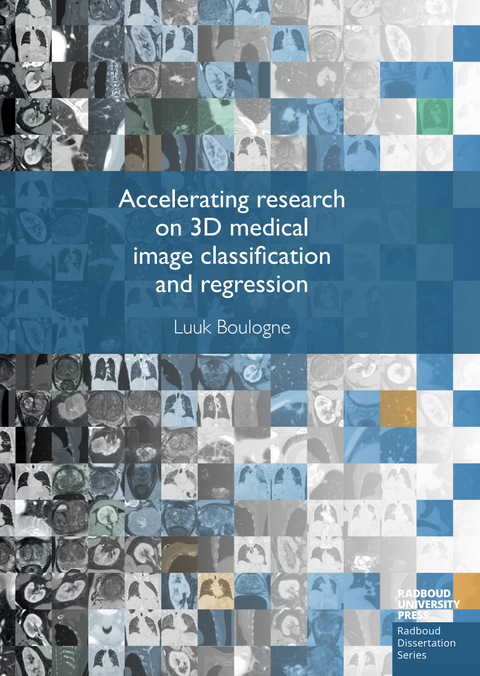 Accelerating research
on 3D medical
image classification
and regression
Luuk Boulogne
RADBOUD
UNIVERSITY
PRESS
Radboud
Dissertation
Series